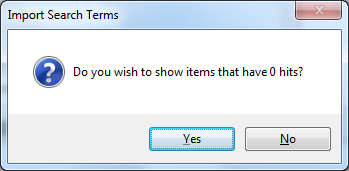 Import Search Terms
Do you wish to show items that have 0 hits?
Yes No